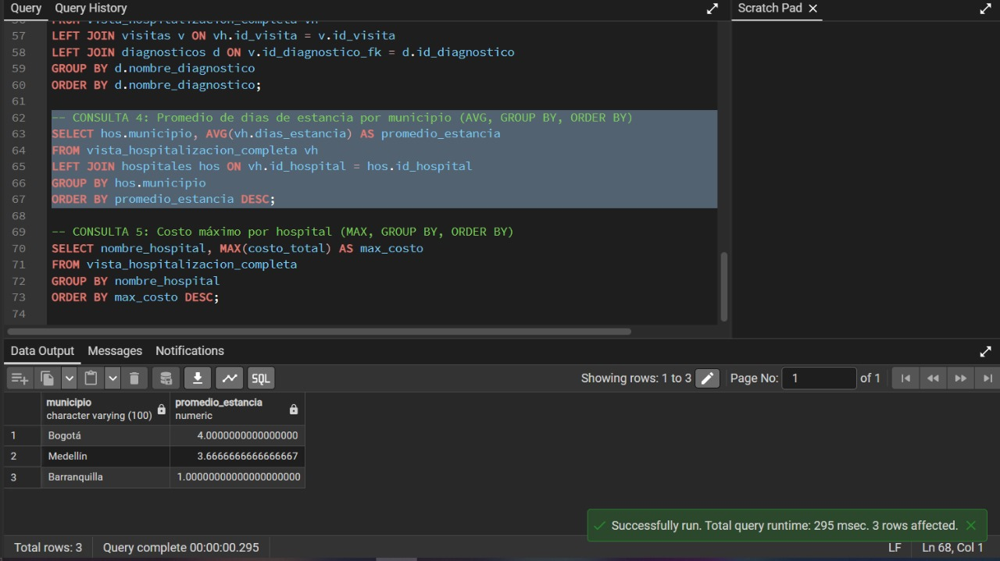 Query Query History
Scratch Pad
57 LEFT JOIN visitas v ON vh.id_visita = v.id_visita
58 LEFT JOIN diagnosticos d ON v.id_diagnostico_fk = d.id_diagnostico
59 GROUP BY d.nombre_diagnostico
60 ORDER BY d.nombre_diagnostico;
61
62 -- CONSULTA 4: Promedio de dias de estancia por municipio (AVG, GROUP BY, ORDER BY)
63 SELECT hos.municipio, AVG(vh.dias_estancia) AS promedio_estancia
64 FROM vista_hospitalizacion_completa vh
65 LEFT JOIN hospitales hos ON vh.id_hospital = hos.id_hospital
66 GROUP BY hos.municipio
67 ORDER BY promedio_estancia DESC;
68
69 -- CONSULTA 5: Costo máximo por hospital (MAX, GROUP BY, ORDER BY)
70 SELECT nombre_hospital, MAX(costo_total) AS max_costo
71 FROM vista_hospitalizacion_completa
72 GROUP BY nombre_hospital
73 ORDER BY max_costo DESC;
74
Data Output Messages Notifications
SQL
Showing rows: 1 to 3 Page No: 1 of 1
municipio promedio_estancia
character varying (100) numeric
1 Bogotá 4.0000000000000000
2 Medellín 3.6666666666666667
3 Barranquilla 1.00000000000000000000
Successfully run. Total query runtime: 295 msec. 3 rows affected.
Total rows: 3 Query complete 00:00:00.295 LF Ln 68, Col 1